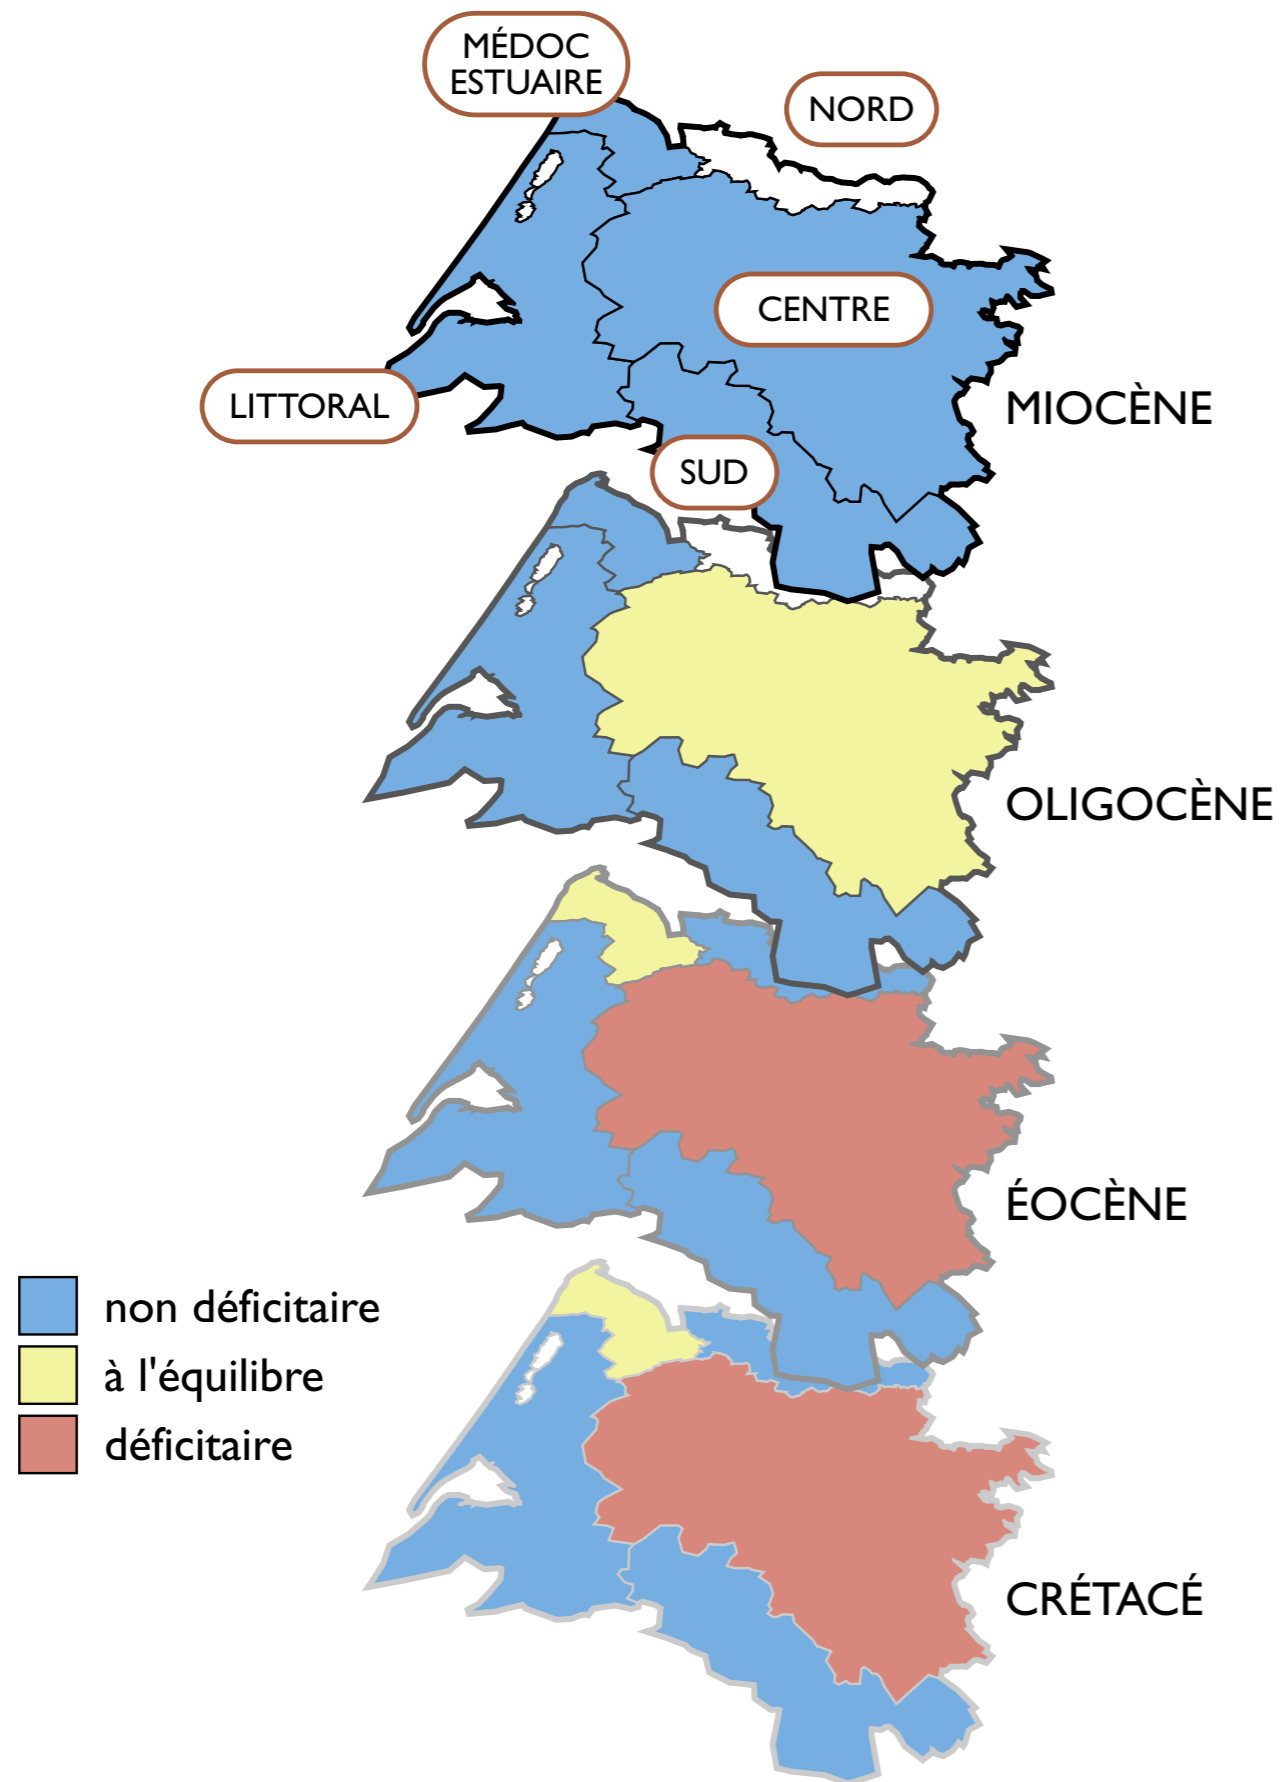 MÉDOC
ESTUAIRE
NORD
CENTRE
LITTORAL
MIOCÈNE
SUD
OLIGOCÈNE
ÉOCÈNE
non déficitaire
à l'équilibre
déficitaire
CRÉTACÉ